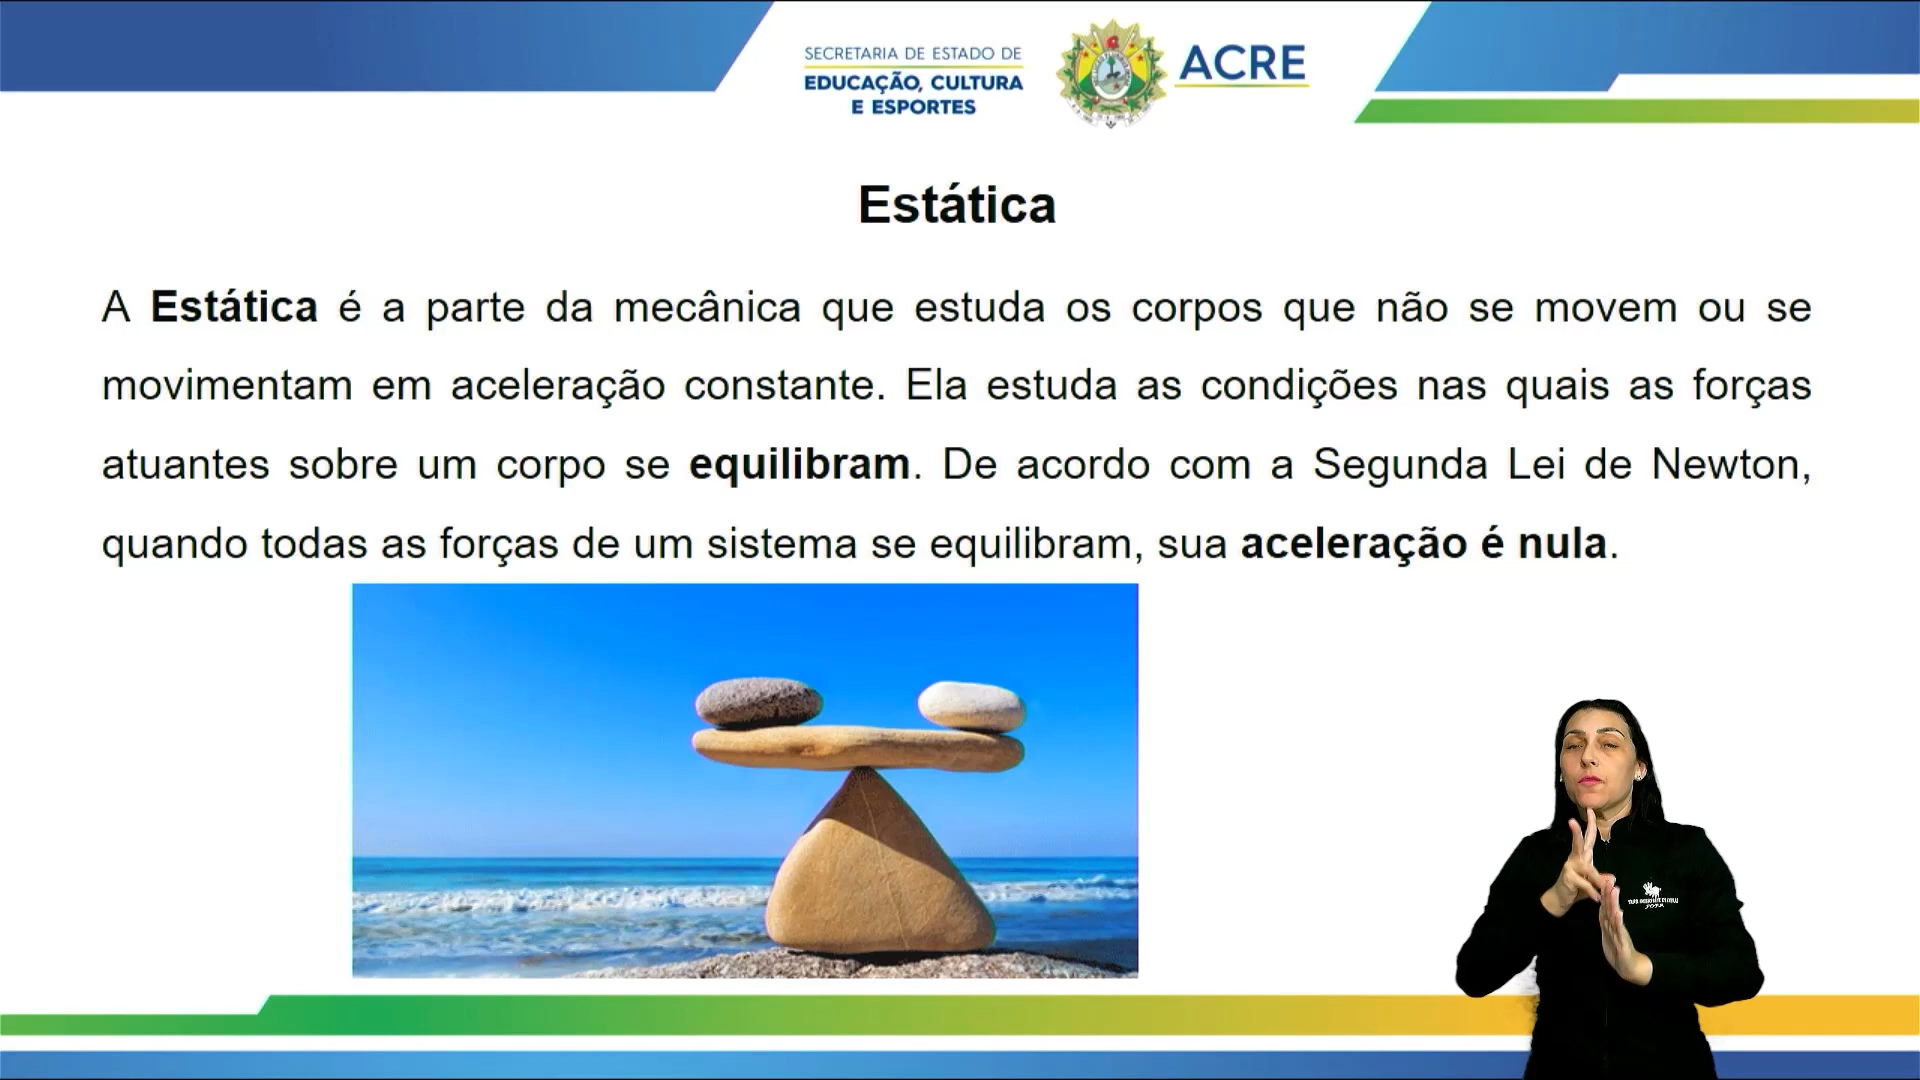 SECRETARIA DE ESTADO DE
EDUCAÇÃO, CULTURA
E ESPORTES
ACRE
Estática
A Estática é a parte da mecânica que estuda os corpos que não se movem ou se
movimentam em aceleração constante. Ela estuda as condições nas quais as forças
atuantes sobre um corpo se equilibram. De acordo com a Segunda Lei de Newton,
quando todas as forças de um sistema se equilibram, sua aceleração é nula.